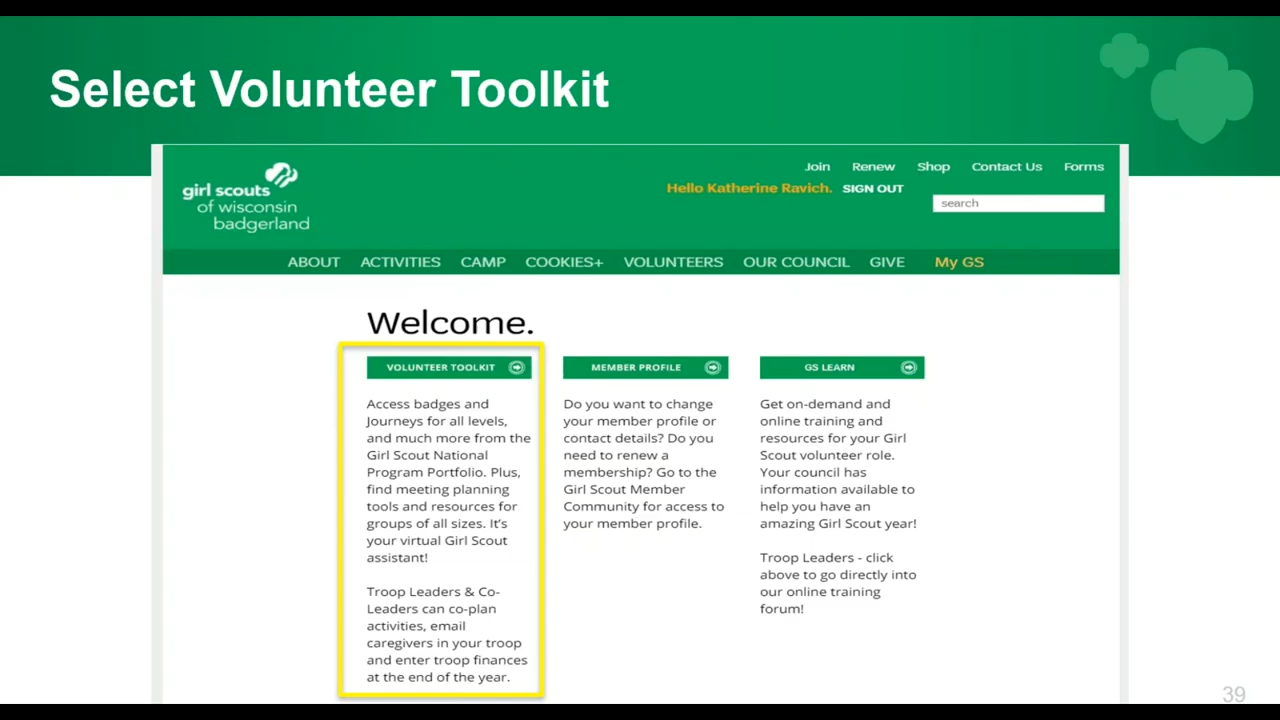 Select Volunteer Toolkit
girl scouts
of wisconsin
badgerland
Join Renew Shop Contact Us Forms
Hello Katherine Ravich. SIGN OUT
search
ABOUT ACTIVITIES CAMP COOKIES+ VOLUNTEERS OUR COUNCIL GIVE My GS
Welcome.
VOLUNTEER TOOLKIT
Access badges and
Journeys for all levels,
and much more from the
Girl Scout National
Program Portfolio. Plus,
find meeting planning
tools and resources for
groups of all sizes. It's
your virtual Girl Scout
assistant!
Troop Leaders & Co-
Leaders can co-plan
activities, email
caregivers in your troop
and enter troop finances
at the end of the year.
MEMBER PROFILE
Do you want to change
your member profile or
contact details? Do you
need to renew a
membership? Go to the
Girl Scout Member
Community for access to
your member profile.
GS LEARN
Get on-demand and
online training and
resources for your Girl
Scout volunteer role.
Your council has
information available to
help you have an
amazing Girl Scout year!
Troop Leaders - click
above to go directly into
our online training
forum!
39